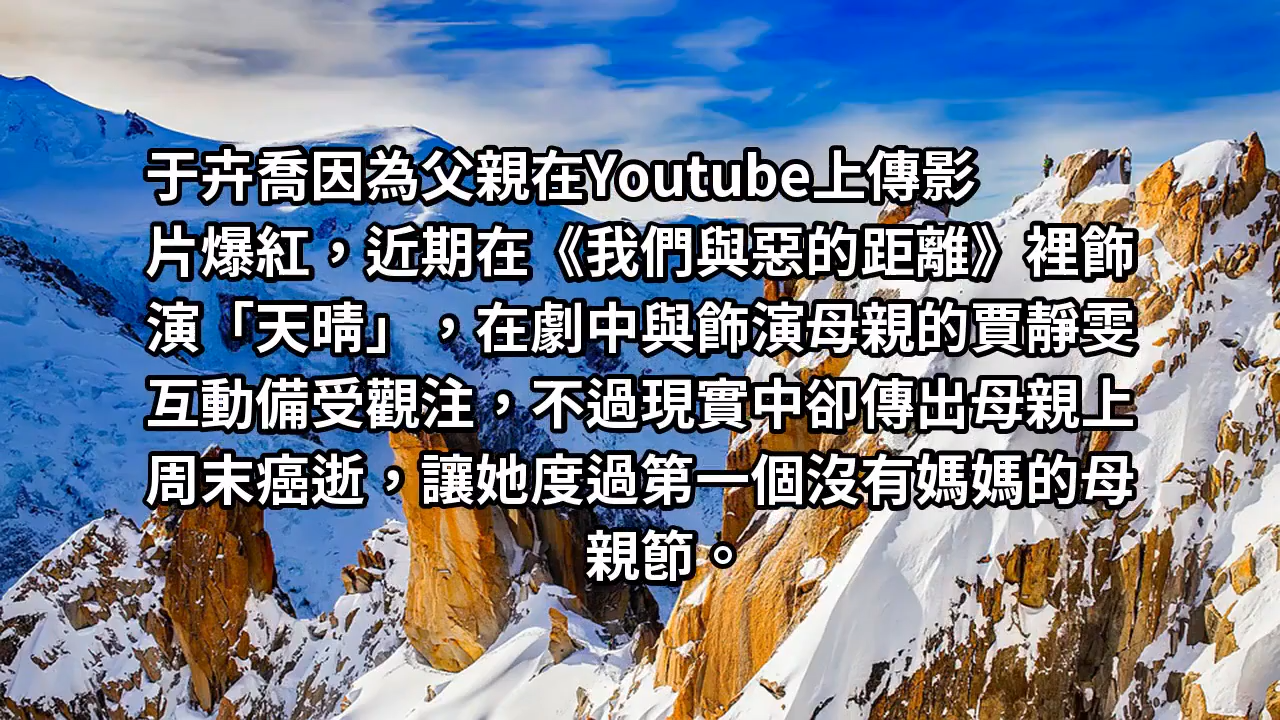 于卉喬因為父親在Youtube上傳影
片爆紅，近期在《我們與惡的距離》裡飾
演「天晴」，在劇中與飾演母親的賈靜雯
互動備受觀注，不過現實中卻傳出母親上
周末癌逝，讓她度過第一個沒有媽媽的母
親節。